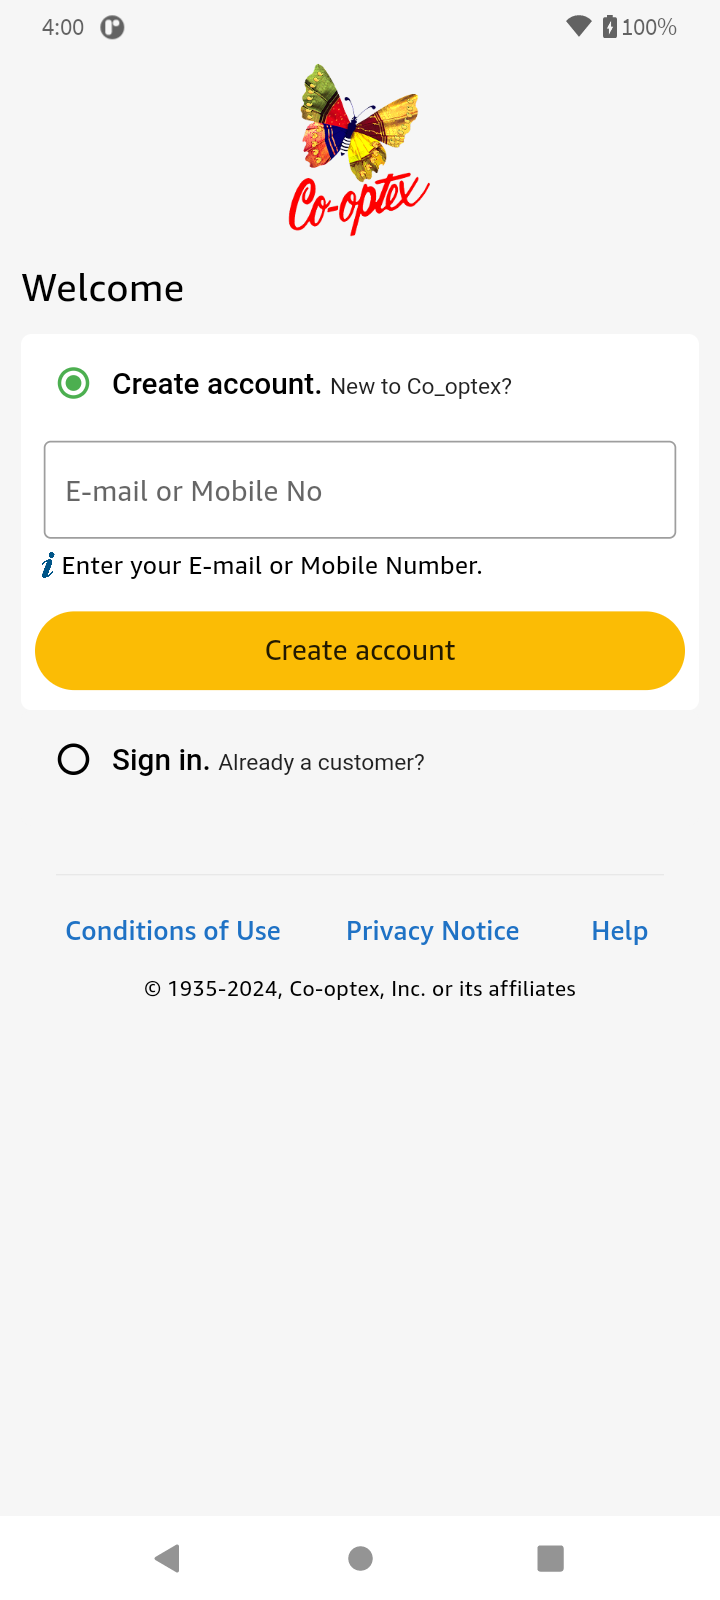 4:00
100%
Co-optex
Welcome
Create account. New to Co_optex?
E-mail or Mobile No
i Enter your E-mail or Mobile Number.
Create account
Sign in. Already a customer?
Conditions of Use Privacy Notice Help
© 1935-2024, Co-optex, Inc. or its affiliates